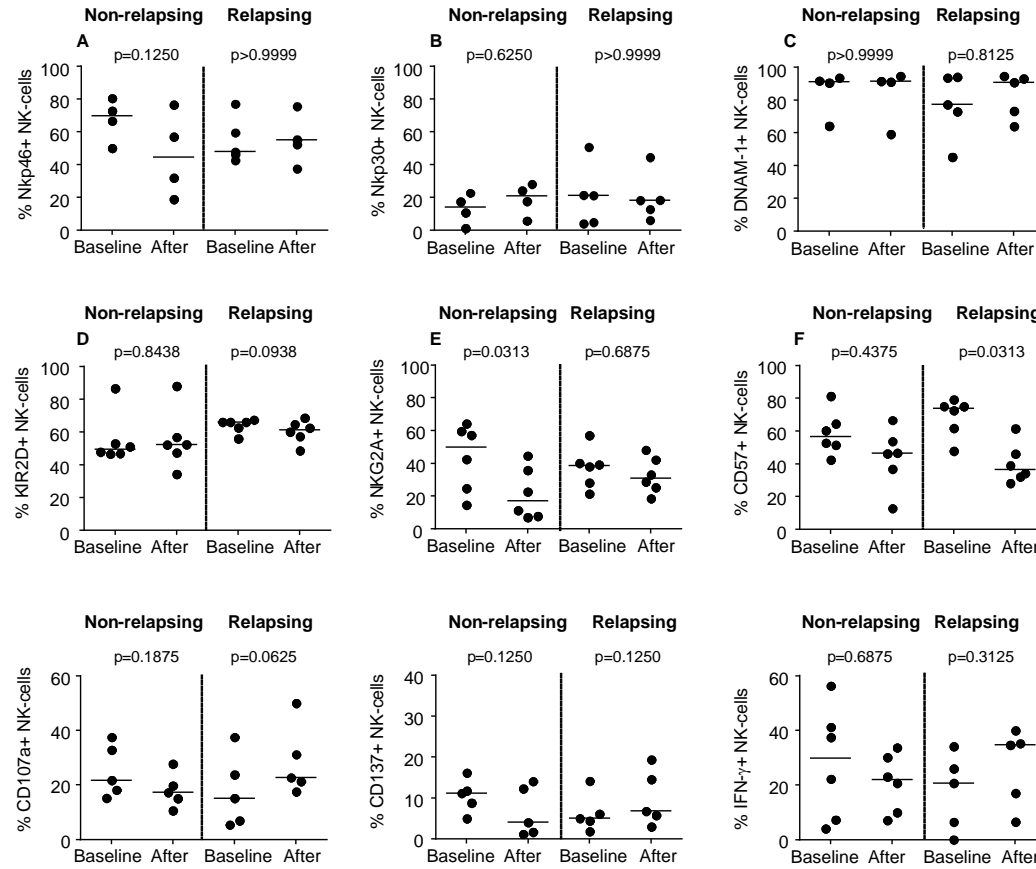 Non-relapsing Relapsing
A
p=0.1250 p>0.9999
% Nkp46+ NK-cells
100
80
60
40
20
0
Baseline After Baseline After
Non-relapsing Relapsing
B
p=0.6250 p>0.9999
% Nkp30+ NK-cells
100
80
60
40
20
0
Baseline After Baseline After
Non-relapsing Relapsing
C
p>0.9999 p=0.8125
% DNAM-1+ NK-cells
100
80
60
40
20
0
Baseline After Baseline After
Non-relapsing Relapsing
D
p=0.8438 p=0.0938
% KIR2D+ NK-cells
100
80
60
40
20
0
Baseline After Baseline After
Non-relapsing Relapsing
E
p=0.0313 p=0.6875
% NKG2A+ NK-cells
100
80
60
40
20
0
Baseline After Baseline After
Non-relapsing Relapsing
F
p=0.4375 p=0.0313
% CD57+ NK-cells
100
80
60
40
20
0
Baseline After Baseline After
Non-relapsing Relapsing
p=0.1875 p=0.0625
% CD107a+ NK-cells
60
40
20
0
Baseline After Baseline After
Non-relapsing Relapsing
p=0.1250 p=0.1250
% CD137+ NK-cells
40
30
20
10
0
Baseline After Baseline After
Non-relapsing Relapsing
p=0.6875 p=0.3125
% IFN-γ+ NK-cells
60
40
20
0
Baseline After Baseline After